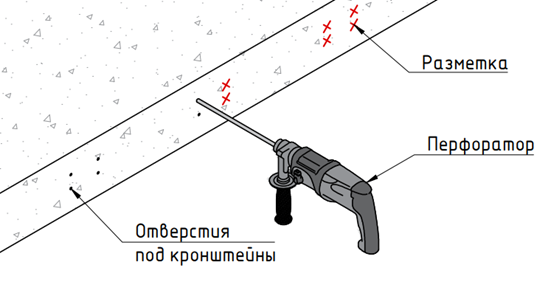 Разметка
Перфоратор
Отверстия
под кронштейны